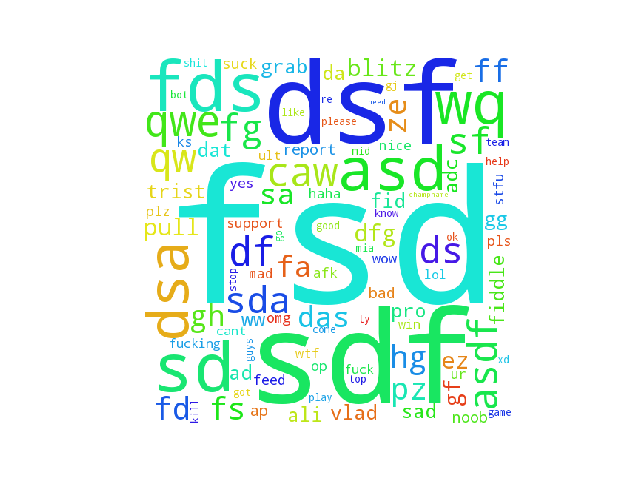 shit
suck
grab
da
blitz
get
ff
fds
dsf
bot
re
need
gj
wq
like
please
qwe
fg
ze
sf
team
ks
dat
ult
report
mid
nice
adc
help
qw
caw
asd
stfu
trist
yes
sa
haha
fid
plz
pull
fsd
good
know
gg
support
go
dfg
mia
wow
ds
ok
pls
dsa
df
fa
mad
afk
lol
fiddle
stop
bad
sda
gh
ww
omg
das
ty
pro
win
cant
come
fucking
guys
wtf
sdf
hg
ez
asdf
xd
sd
ad
feed
op
fuck
top
ur
pz
gf
got
play
fd
kill
fs
ap
ali
vlad
sad
noob
game